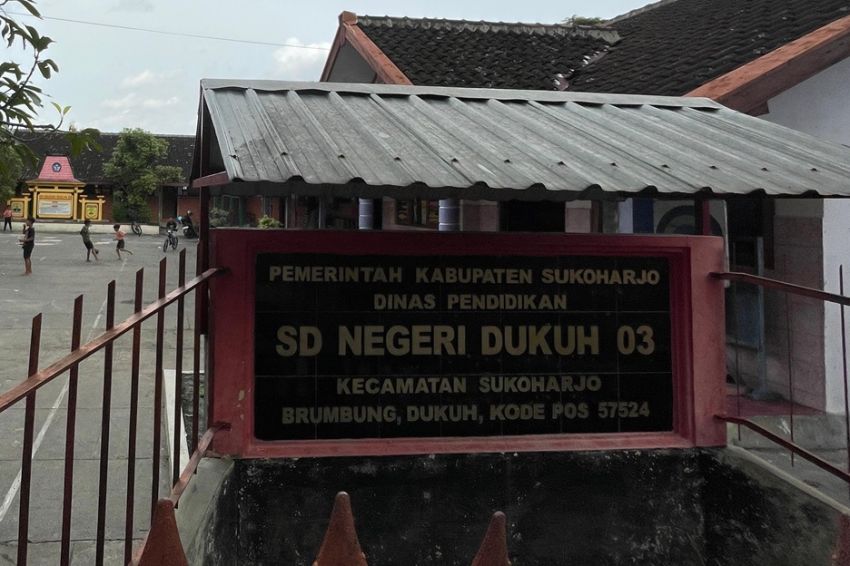 PEMERINTAH KABUPATEN SUKOHARJO
DINAS PENDIDIKAN
SD NEGERI DUKUH 03
KECAMATAN SUKOHARJO
BRUMBUNG, DUKUH, KODE POS 57524